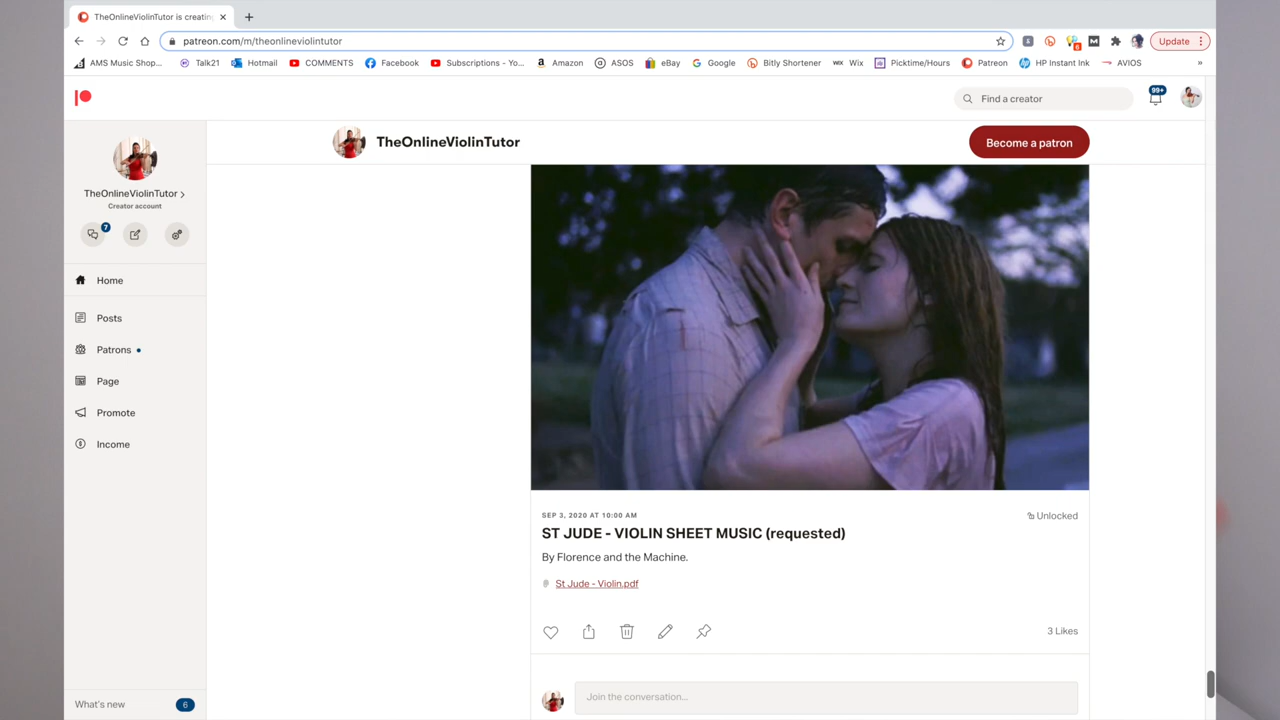 TheOnlineViolinTutor is creatin
patreon.com/m/theonlineviolintutor
Update
AMS Music Shop...
Talk21
Hotmail
COMMENTS
Facebook
Subscriptions - Yo...
Amazon
ASOS
eBay
Google
Bitly Shortener
WIX Wix
Picktime/Hours
Patreon
HP Instant Ink
AVIOS
»
Find a creator
99+
TheOnlineViolinTutor
Become a patron
TheOnlineViolinTutor
Creator account
7
Home
Posts
Patrons
Page
Promote
Income
What's new
6
SEP 3, 2020 AT 10:00 AM
Unlocked
ST JUDE - VIOLIN SHEET MUSIC (requested)
By Florence and the Machine.
St Jude - Violin.pdf
3 Likes
Join the conversation...